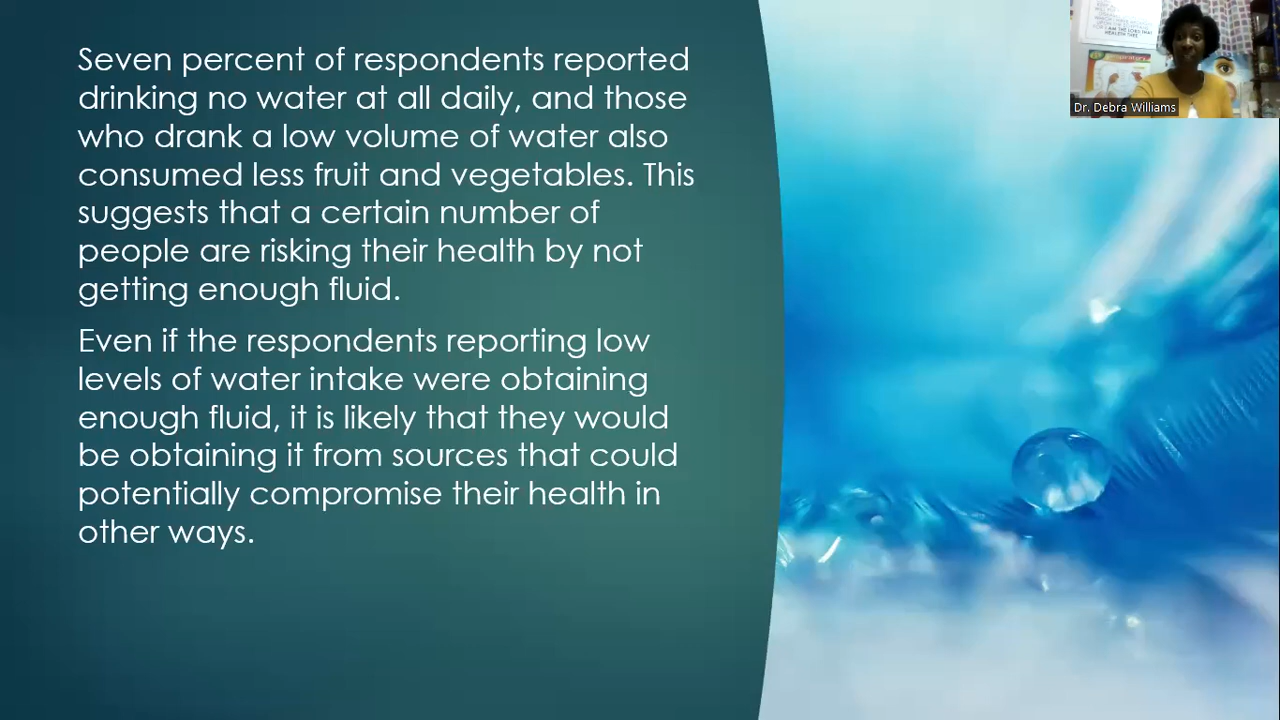 Seven percent of respondents reported
drinking no water at all daily, and those
who drank a low volume of water also
consumed less fruit and vegetables. This
suggests that a certain number of
people are risking their health by not
getting enough fluid.
Even if the respondents reporting low
levels of water intake were obtaining
enough fluid, it is likely that they would
be obtaining it from sources that could
potentially compromise their health in
other ways.
Dr. Debra Williams